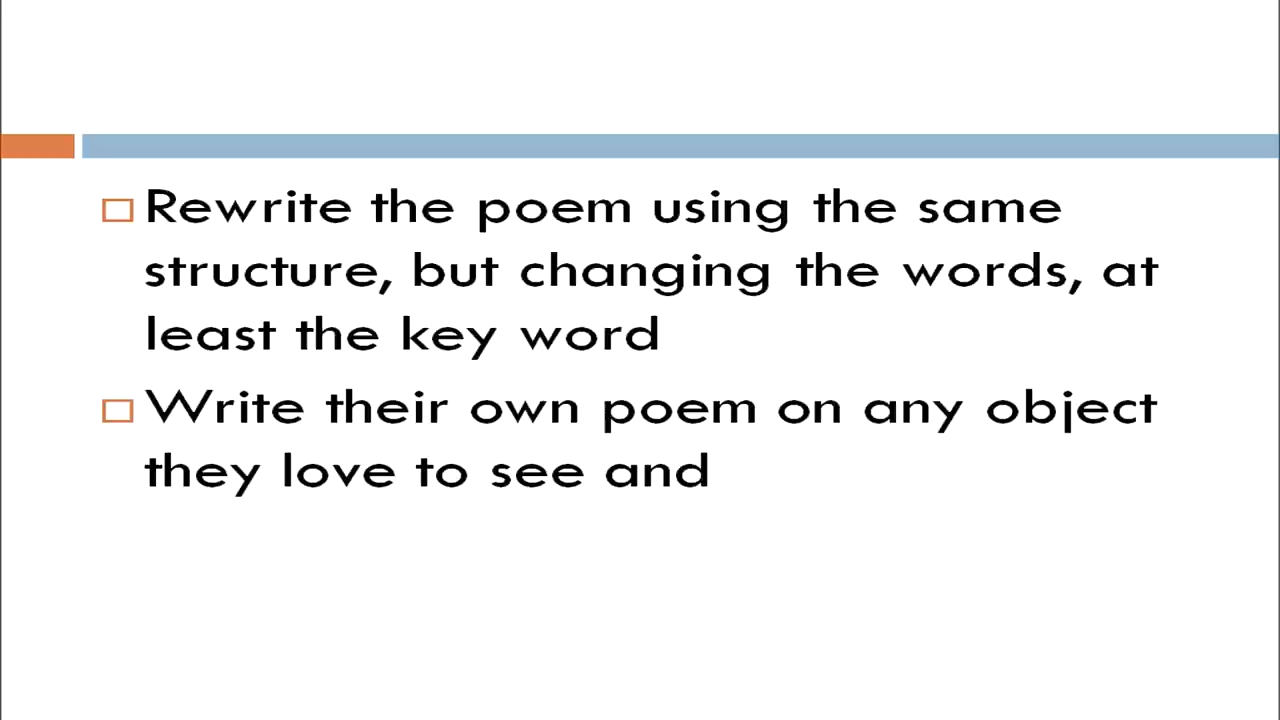 Rewrite the poem using the same
structure, but changing the words, at
least the key word
Write their own poem on any object
they love to see and